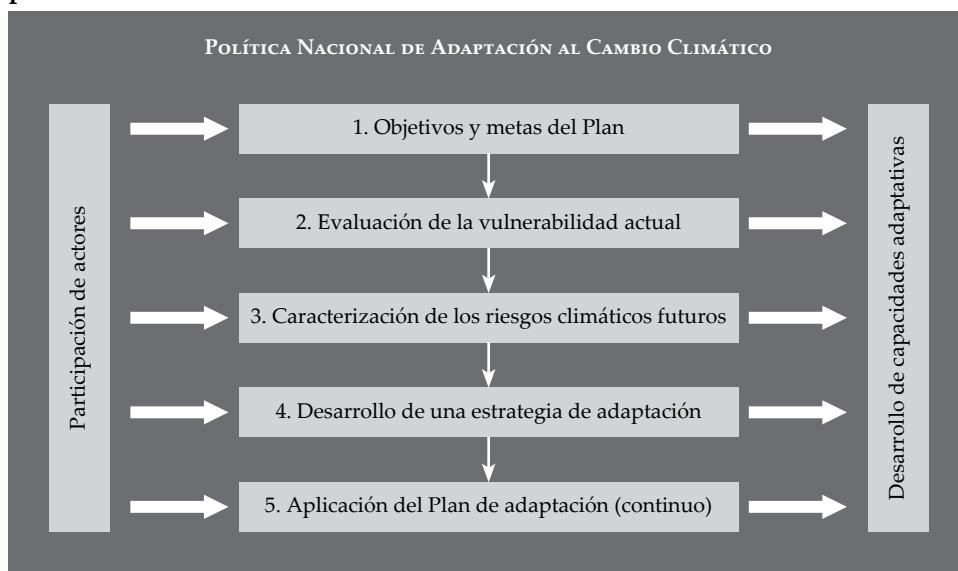 POLÍTICA NACIONAL DE ADAPTACIÓN AL CAMBIO CLIMÁTICO
Participación de actores
1. Objetivos y metas del Plan
2. Evaluación de la vulnerabilidad actual
3. Caracterización de los riesgos climáticos futuros
4. Desarrollo de una estrategia de adaptación
5. Aplicación del Plan de adaptación (continuo)
Desarrollo de capacidades adaptativas